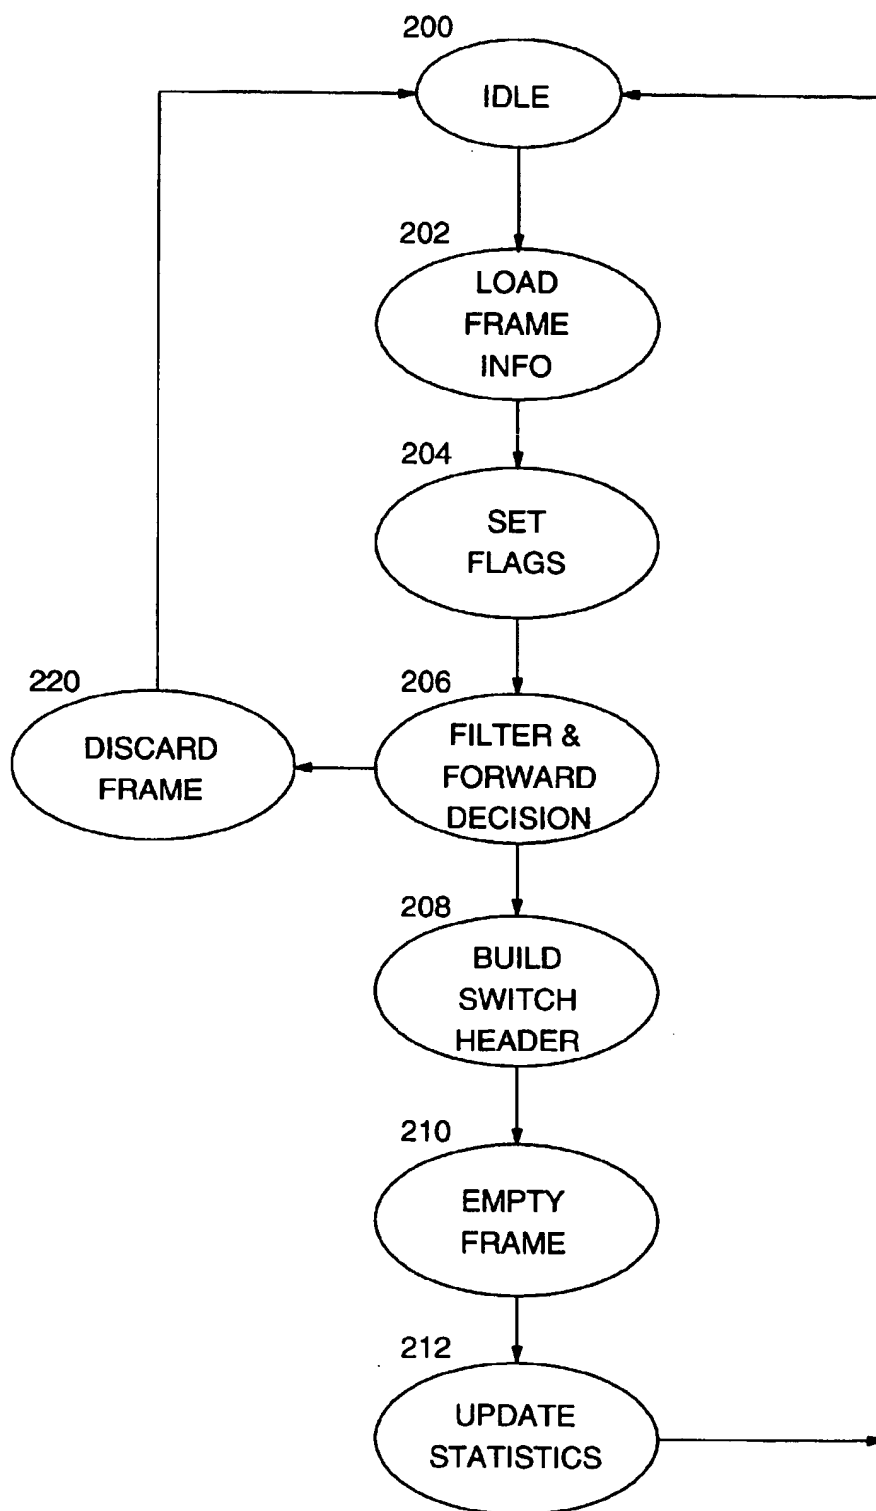 200
IDLE
202
LOAD
FRAME
INFO
204
SET
FLAGS
220
DISCARD
FRAME
206
FILTER &
FORWARD
DECISION
208
BUILD
SWITCH
HEADER
210
EMPTY
FRAME
212
UPDATE
STATISTICS